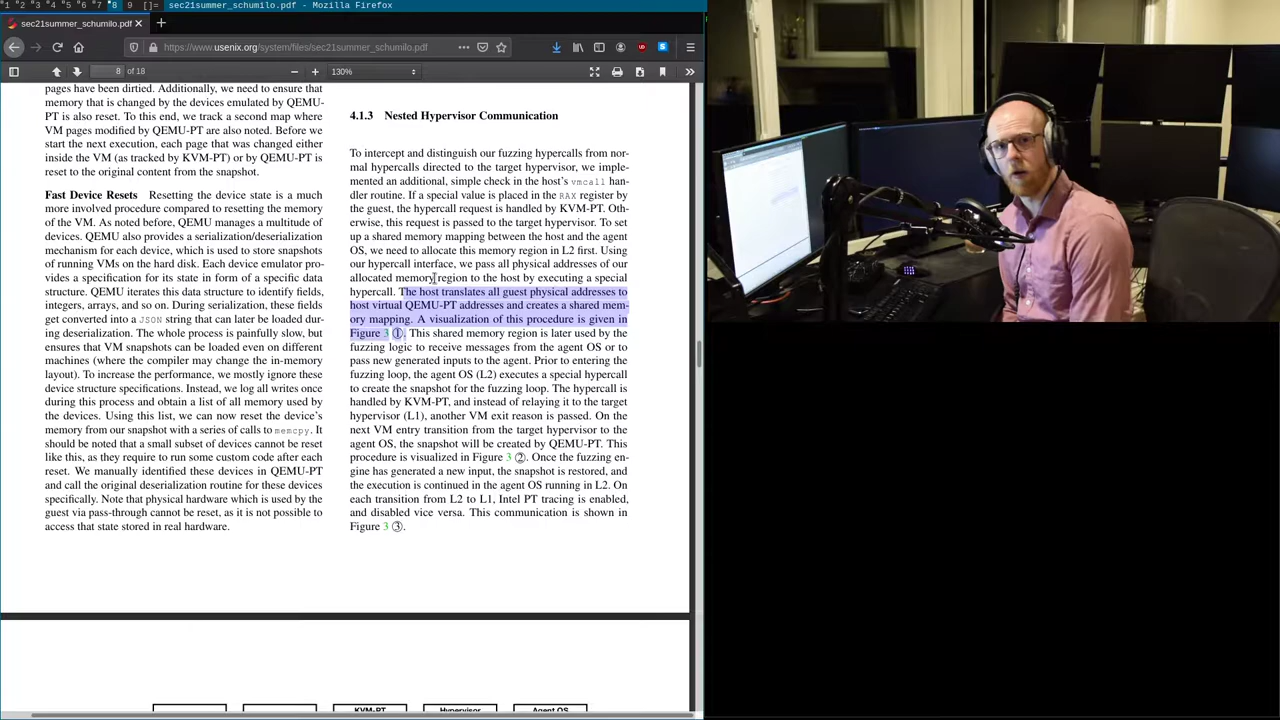 1 2 3 4 5 6 7 8 9 []= sec21summer_schumilo.pdf - Mozilla Firefox
sec21summer_schumilo.pdf
https://www.usenix.org/system/files/sec21summer_schumilo.pdf
8 of 18
130%
pages have been dirtied. Additionally, we need to ensure that
memory that is changed by the devices emulated by QEMU-
PT is also reset. To this end, we track a second map where
VM pages modified by QEMU-PT are also noted. Before we
start the next execution, each page that was changed either
inside the VM (as tracked by KVM-PT) or by QEMU-PT is
reset to the original content from the snapshot.
Fast Device Resets Resetting the device state is a much
more involved procedure compared to resetting the memory
of the VM. As noted before, QEMU manages a multitude of
devices. QEMU also provides a serialization/deserialization
mechanism for each device, which is used to store snapshots
of running VMs on the hard disk. Each device emulator pro-
vides a specification for its state in form of a specific data
structure. QEMU iterates this data structure to identify fields,
integers, arrays, and so on. During serialization, these fields
get converted into a JSON string that can later be loaded dur-
ing deserialization. The whole process is painfully slow, but
ensures that VM snapshots can be loaded even on different
machines (where the compiler may change the in-memory
layout). To increase the performance, we mostly ignore these
device structure specifications. Instead, we log all writes once
during this process and obtain a list of all memory used by
the devices. Using this list, we can now reset the device's
memory from our snapshot with a series of calls to memcpy. It
should be noted that a small subset of devices cannot be reset
like this, as they require to run some custom code after each
reset. We manually identified these devices in QEMU-PT
and call the original deserialization routine for these devices
specifically. Note that physical hardware which is used by the
guest via pass-through cannot be reset, as it is not possible to
access that state stored in real hardware.
4.1.3 Nested Hypervisor Communication
To intercept and distinguish our fuzzing hypercalls from nor-
mal hypercalls directed to the target hypervisor, we imple-
mented an additional, simple check in the host's vmcall han-
dler routine. If a special value is placed in the RAX register by
the guest, the hypercall request is handled by KVM-PT. Oth-
erwise, this request is passed to the target hypervisor. To set
up a shared memory mapping between the host and the agent
OS, we need to allocate this memory region in L2 first. Using
our hypercall interface, we pass all physical addresses of our
allocated memory region to the host by executing a special
hypercall. The host translates all guest physical addresses to
host virtual QEMU-PT addresses and creates a shared mem-
ory mapping. A visualization of this procedure is given in
Figure 3 ①. This shared memory region is later used by the
fuzzing logic to receive messages from the agent OS or to
pass new generated inputs to the agent. Prior to entering the
fuzzing loop, the agent OS (L2) executes a special hypercall
to create the snapshot for the fuzzing loop. The hypercall is
handled by KVM-PT, and instead of relaying it to the target
hypervisor (L1), another VM exit reason is passed. On the
next VM entry transition from the target hypervisor to the
agent OS, the snapshot will be created by QEMU-PT. This
procedure is visualized in Figure 3 ②. Once the fuzzing en-
gine has generated a new input, the snapshot is restored, and
the execution is continued in the agent OS running in L2. On
each transition from L2 to L1, Intel PT tracing is enabled,
and disabled vice versa. This communication is shown in
Figure 3 ③.
KVM-PT Hypervisor Agent OS